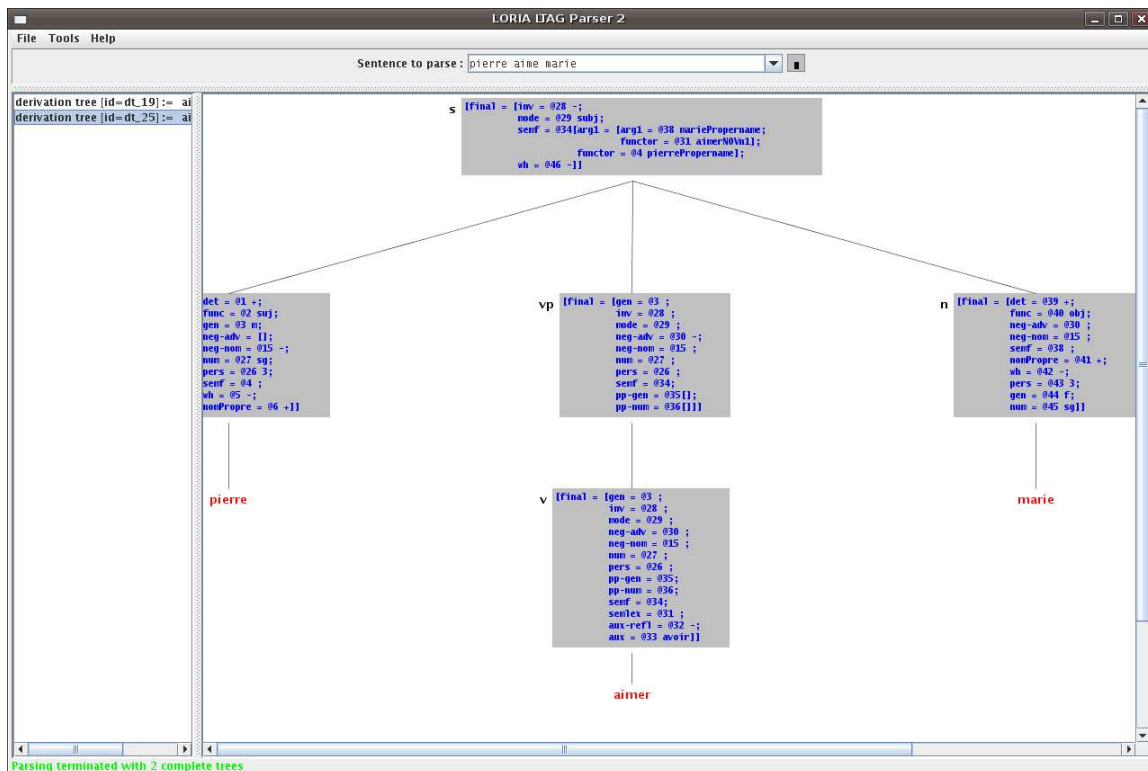 LORIA LTAG Parser 2
File Tools Help
Sentence to parse : pierre aime marie
derivation tree [id=dt_19] := ai
derivation tree [id=dt_25] := ai
s
[final = [inv = @28 -;
mode = @29 subj;
semf = @34[arg1 = [arg1 = @38 mariePropername;
functor = @31 aimerN0Vn1];
functor = @4 pierrePropername];
wh = @46 -]]
det = @1 +;
func = @2 suj;
gen = @3 m;
neg-adv = [];
neg-nom = @15 -;
num = @27 sg;
pers = @26 3;
semf = @4 ;
wh = @5 -;
nomPropre = @6 +]]
pierre
vp
[final = [gen = @3 ;
inv = @28 ;
mode = @29 ;
neg-adv = @30 -;
neg-nom = @15 ;
num = @27 ;
pers = @26 ;
semf = @34;
pp-gen = @35[];
pp-num = @36[]]]
v
[final = [gen = @3 ;
inv = @28 ;
mode = @29 ;
neg-adv = @30 ;
neg-nom = @15 ;
num = @27 ;
pers = @26 ;
pp-gen = @35;
pp-num = @36;
semf = @34;
semlex = @31 ;
aux-refl = @32 -;
aux = @33 avoir]]
aimer
n
[final = [det = @39 +;
func = @40 obj;
neg-adv = @30 ;
neg-nom = @15 ;
semf = @38 ;
nomPropre = @41 +;
wh = @42 -;
pers = @43 3;
gen = @44 f;
num = @45 sg]]
marie
Parsing terminated with 2 complete trees